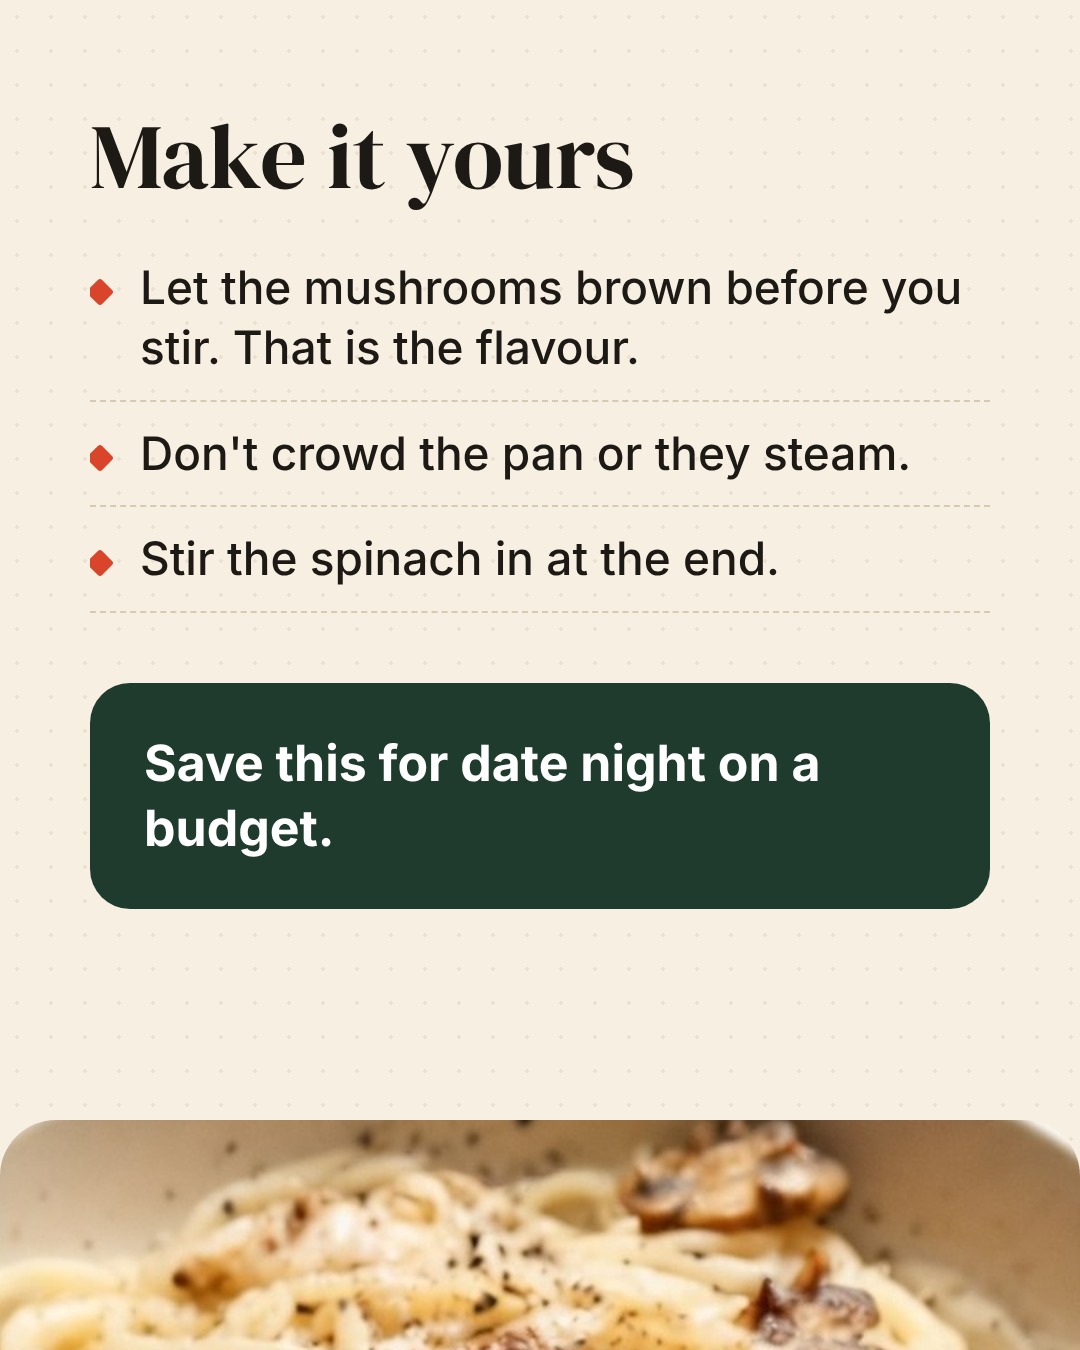 Make it yours
Let the mushrooms brown before you
stir. That is the flavour.
Don't crowd the pan or they steam.
Stir the spinach in at the end.
Save this for date night on a
budget.